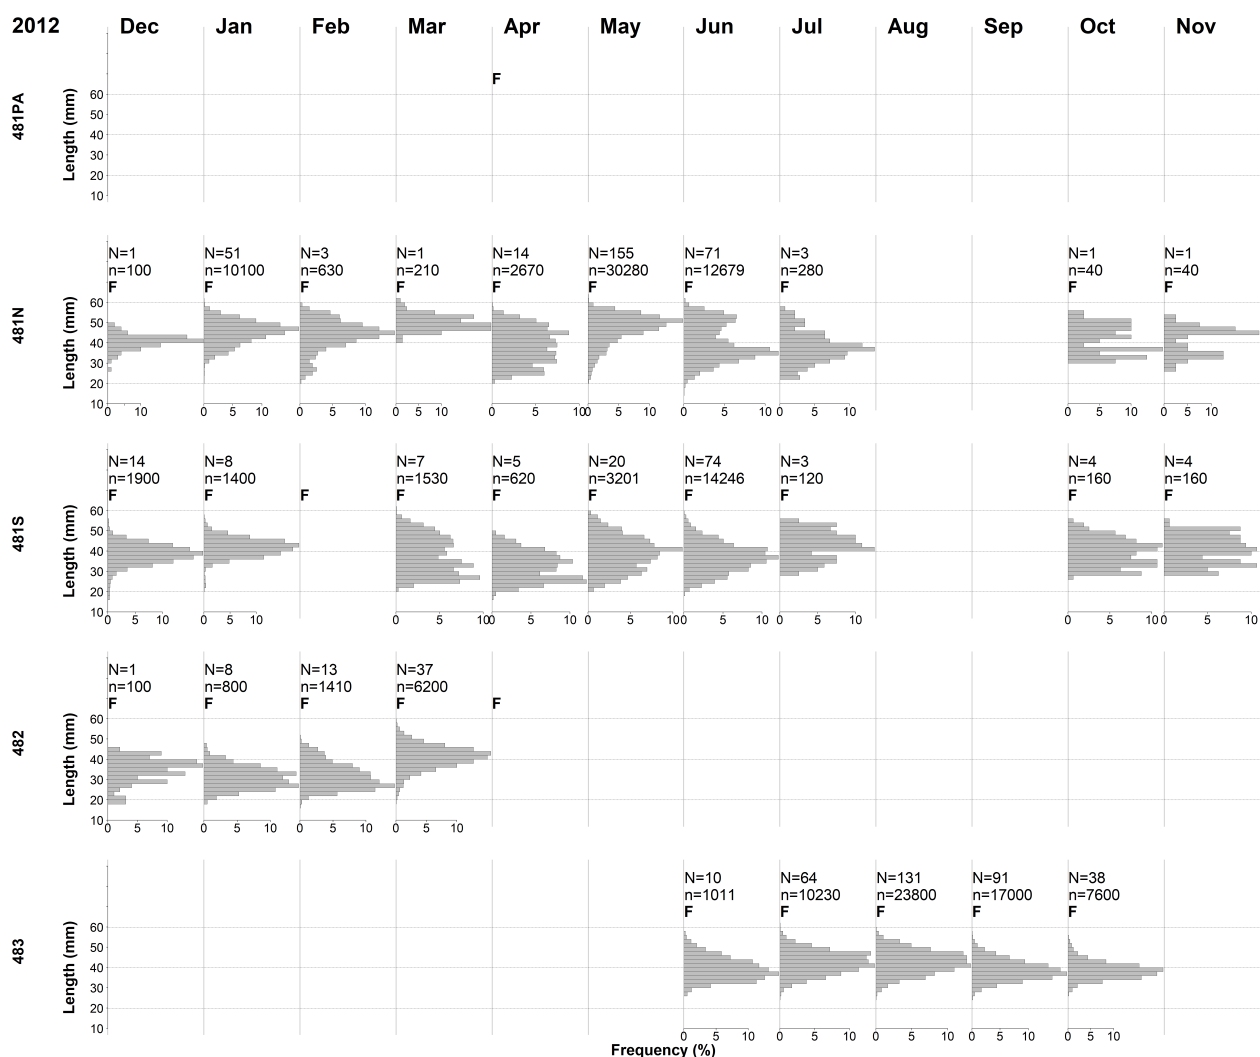 2012 Dec Jan Feb Mar Apr May Jun Jul Aug Sep Oct Nov
481PA
Length (mm)
F
60
50
40
30
20
10
481N
Length (mm)
N=1 N=51 N=3 N=1 N=14 N=155 N=71 N=3 N=1 N=1
n=100 n=10100 n=630 n=210 n=2670 n=30280 n=12679 n=280 n=40 n=40
F F F F F F F F F F
60
50
40
30
20
10
0 10 0 5 10 0 5 10 0 5 10 0 5 10 0 5 10 0 5 10 0 5 10 0 5 10 0 5 10
481S
Length (mm)
N=14 N=8 N=7 N=5 N=20 N=74 N=3 N=4 N=4
n=1900 n=1400 n=1530 n=620 n=3201 n=14246 n=120 n=160 n=160
F F F F F F F F F F
60
50
40
30
20
10
0 5 10 0 5 10 0 5 10 0 5 10 0 5 10 0 5 10 0 5 10 0 5 10 0 5 10
482
Length (mm)
N=1 N=8 N=13 N=37
n=100 n=800 n=1410 n=6200
F F F F F
60
50
40
30
20
10
0 5 10 0 5 10 0 5 10 0 5 10
483
Length (mm)
N=10 N=64 N=131 N=91 N=38
n=1011 n=10230 n=23800 n=17000 n=7600
F F F F F
60
50
40
30
20
10
0 5 10 0 5 10 0 5 10 0 5 10 0 5 10
Frequency (%)